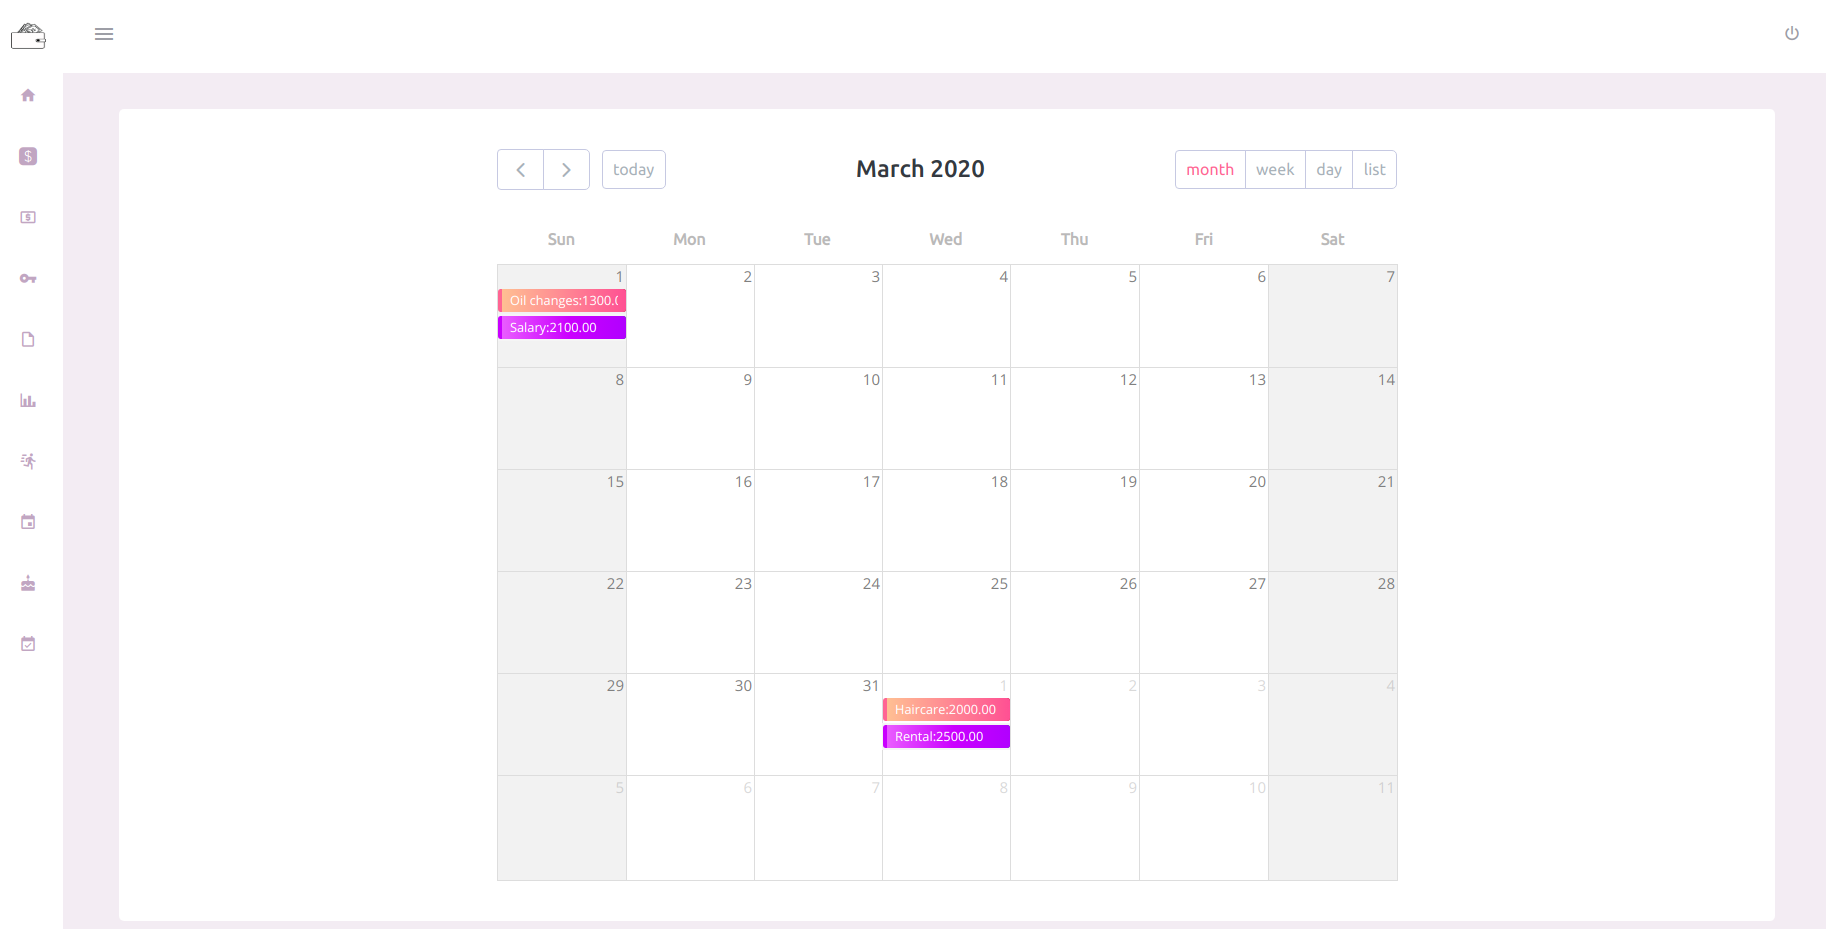 today
March 2020
month week day list
Sun Mon Tue Wed Thu Fri Sat
1 2 3 4 5 6 7
Oil changes:1300.0
Salary:2100.00
8 9 10 11 12 13 14
15 16 17 18 19 20 21
22 23 24 25 26 27 28
29 30 31 1 2 3 4
Haircare:2000.00
Rental:2500.00
5 6 7 8 9 10 11